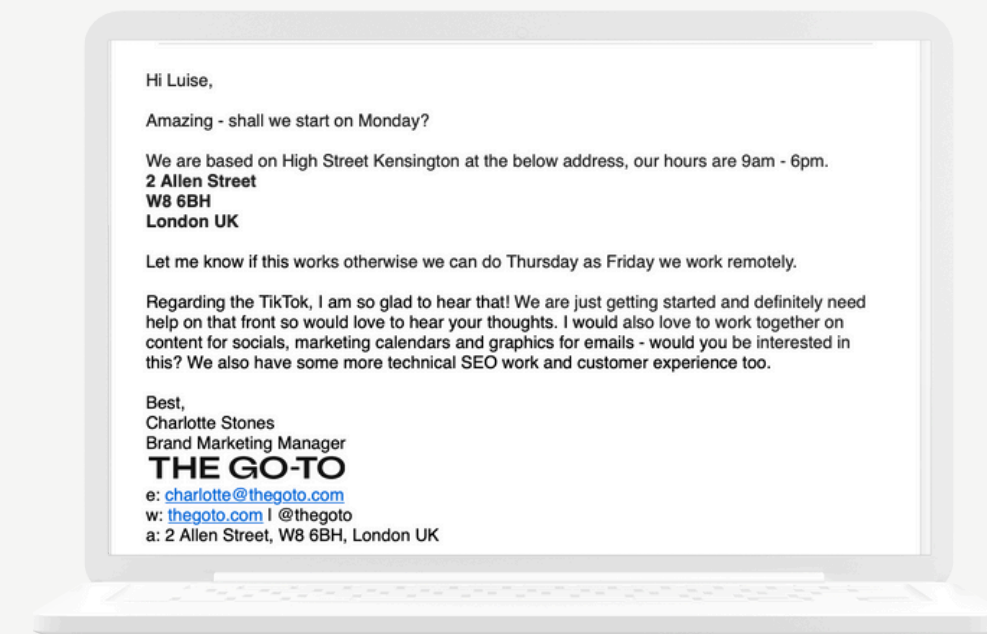 Hi Luise,
Amazing - shall we start on Monday?
We are based on High Street Kensington at the below address, our hours are 9am - 6pm.
2 Allen Street
W8 6BH
London UK
Let me know if this works otherwise we can do Thursday as Friday we work remotely.
Regarding the TikTok, I am so glad to hear that! We are just getting started and definitely need
help on that front so would love to hear your thoughts. I would also love to work together on
content for socials, marketing calendars and graphics for emails - would you be interested in
this? We also have some more technical SEO work and customer experience too.
Best,
Charlotte Stones
Brand Marketing Manager
THE GO-TO
e: charlotte@thegoto.com
w: thegoto.com I @thegoto
a: 2 Allen Street, W8 6BH, London UK